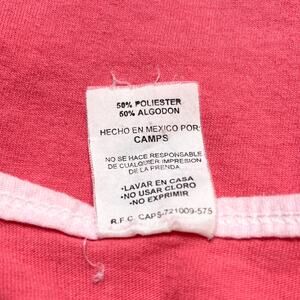 50% POLIESTER
50% ALGODON
HECHO EN MEXICO POR:
CAMPS
NO SE HACE RESPONSABLE
DE CUALQUIER IMPRESION
DE LA PRENDA
•LAVAR EN CASA
•NO USAR CLORO
•NO EXPRIMIR
R.F.C. CAPS-721009-575